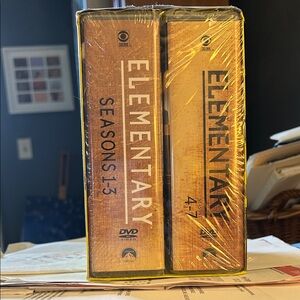 ELEMENTARY
SEASONS 1-3
DVD
ELEMENTARY
4-7